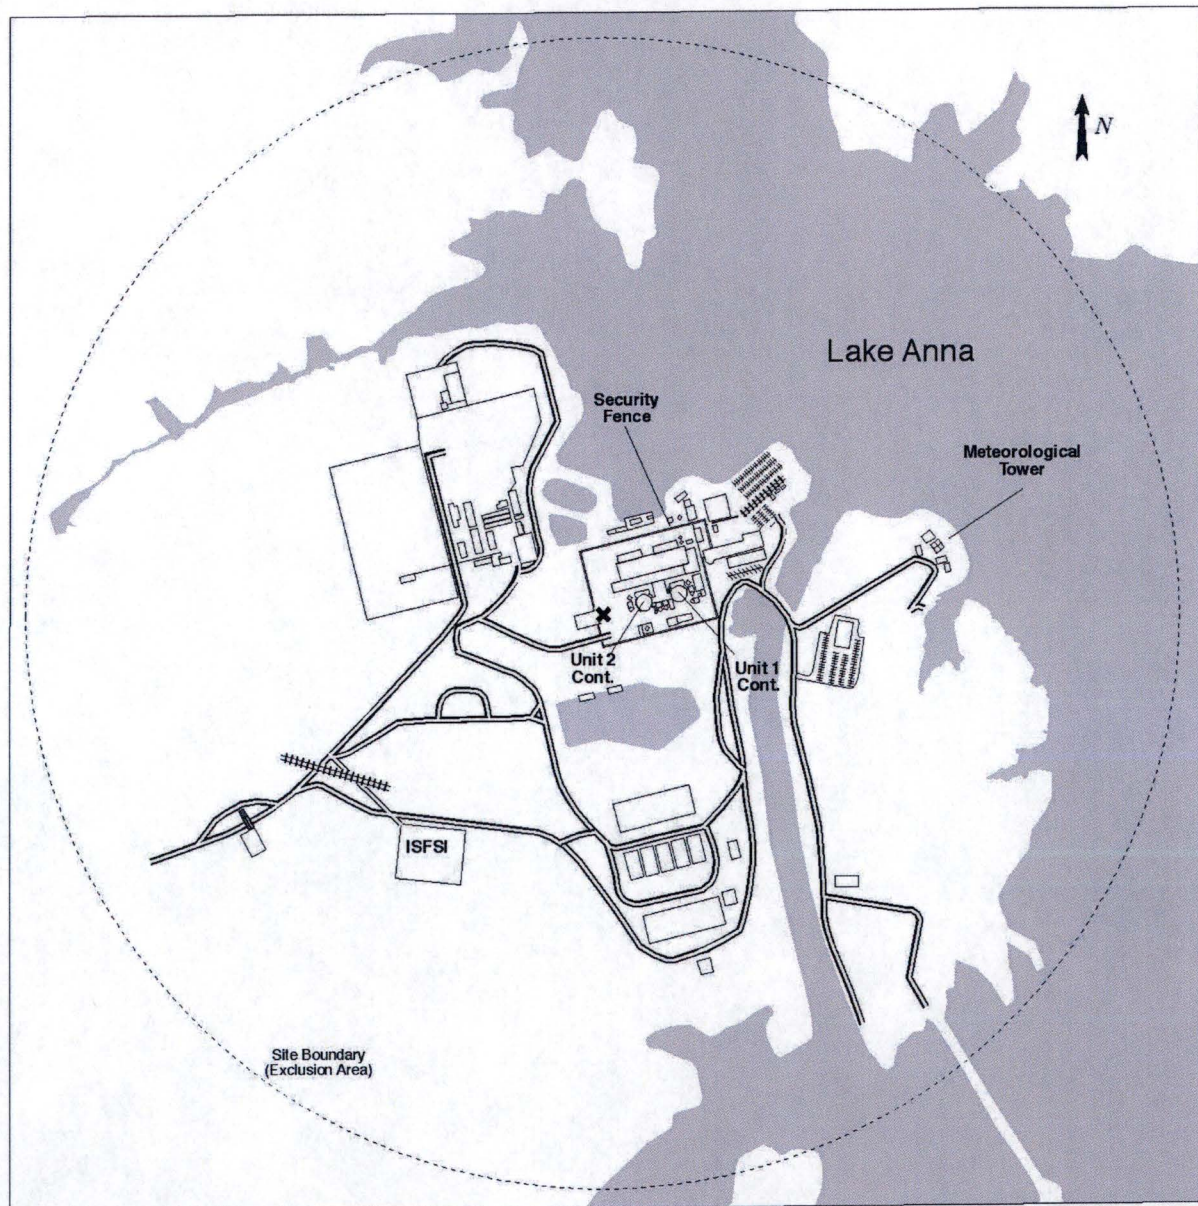 N
Lake Anna
Security
Fence
Meteorological
Tower
Unit 2
Cont.
Unit 1
Cont.
ISFSI
Site Boundary
(Exclusion Area)